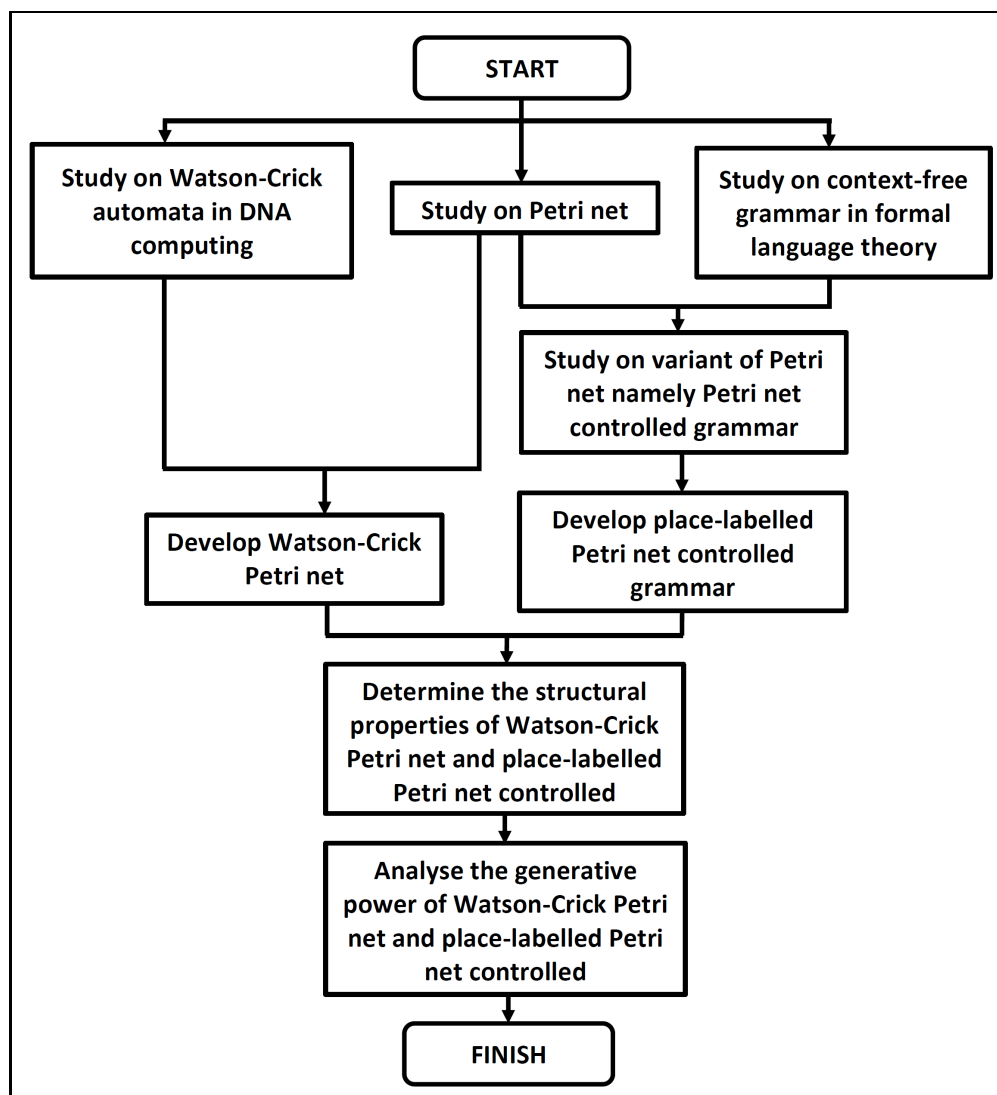 START
Study on Watson-Crick
automata in DNA
computing
Study on Petri net
Study on context-free
grammar in formal
language theory
Study on variant of Petri
net namely Petri net
controlled grammar
Develop Watson-Crick
Petri net
Develop place-labelled
Petri net controlled
grammar
Determine the structural
properties of Watson-Crick
Petri net and place-labelled
Petri net controlled
Analyse the generative
power of Watson-Crick Petri
net and place-labelled Petri
net controlled
FINISH